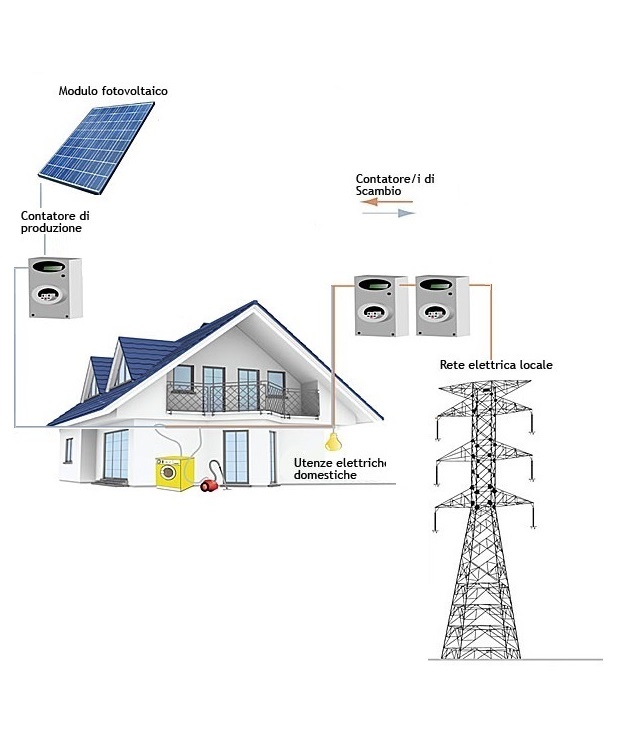 Modulo fotovoltaico
Contatore/i di
Scambio
Contatore di
produzione
Rete elettrica locale
Utenze elettriche
domestiche